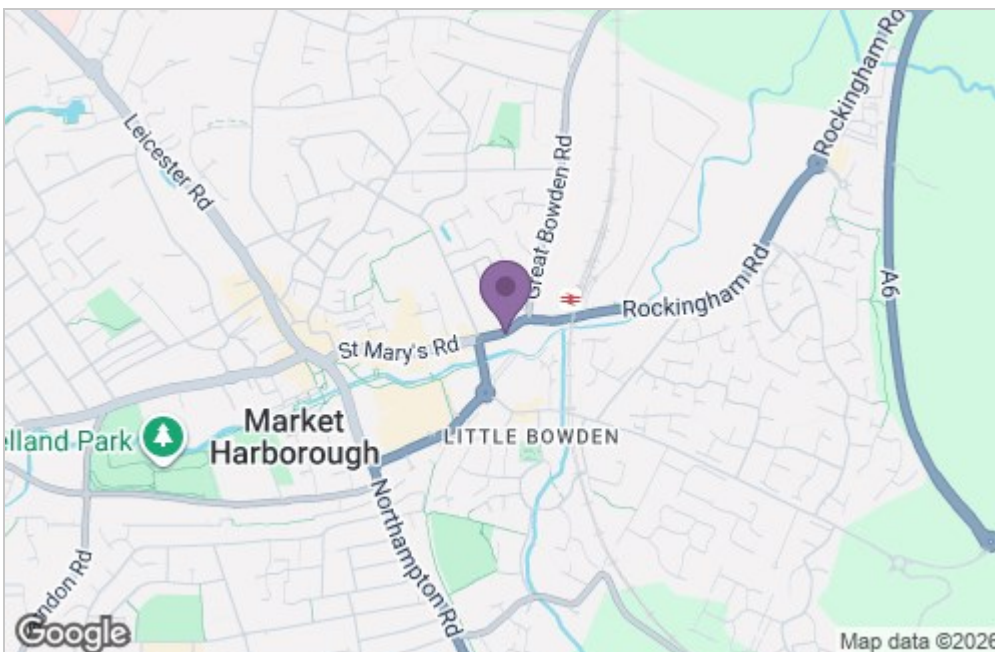 Rockingham Rd
Leicester Rd
Great Bowden Rd
A6
Rockingham Rd
St Mary's Rd
elland Park
Market
Harborough
LITTLE BOWDEN
Northampton Rd
ndon Rd
Google
Map data ©2026